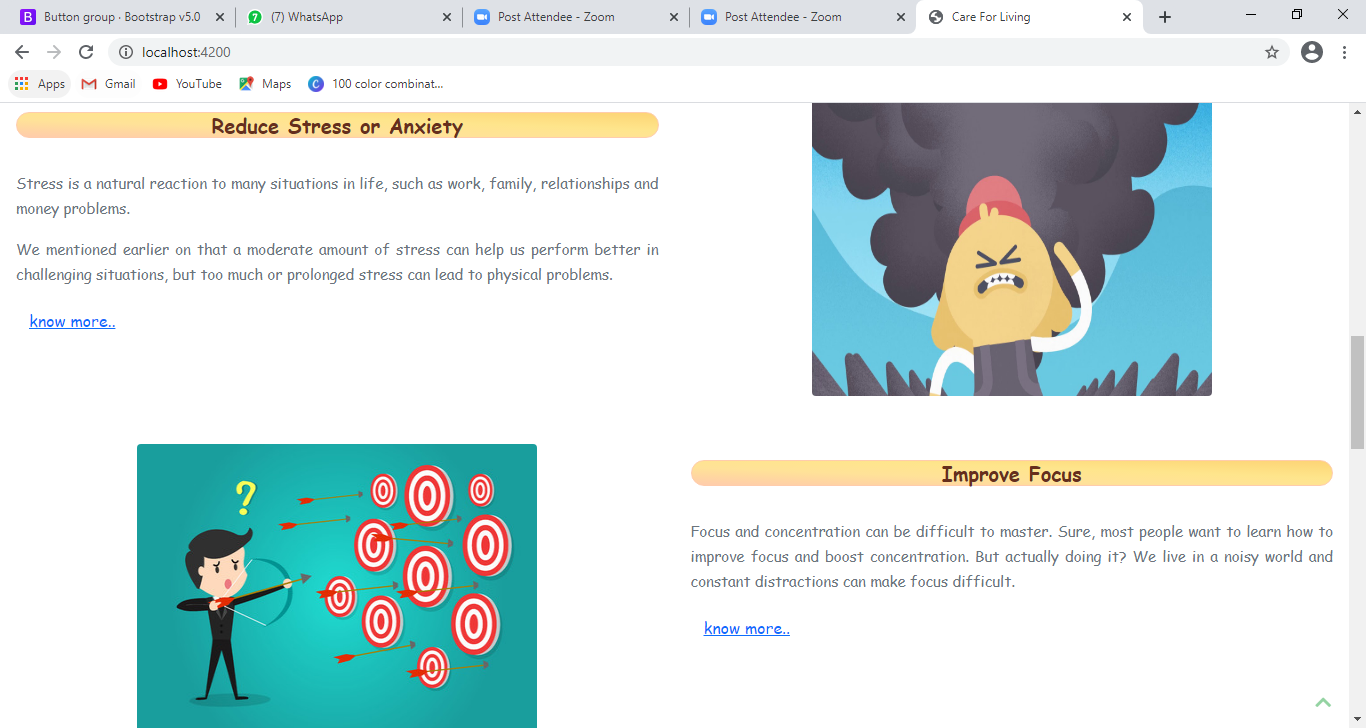 Button group · Bootstrap v5.0
(7) WhatsApp
Post Attendee - Zoom
Post Attendee - Zoom
Care For Living
localhost:4200
Apps
Gmail
YouTube
Maps
100 color combinat...
Reduce Stress or Anxiety
Stress is a natural reaction to many situations in life, such as work, family, relationships and
money problems.
We mentioned earlier on that a moderate amount of stress can help us perform better in
challenging situations, but too much or prolonged stress can lead to physical problems.
know more..
?
Improve Focus
Focus and concentration can be difficult to master. Sure, most people want to learn how to
improve focus and boost concentration. But actually doing it? We live in a noisy world and
constant distractions can make focus difficult.
know more..